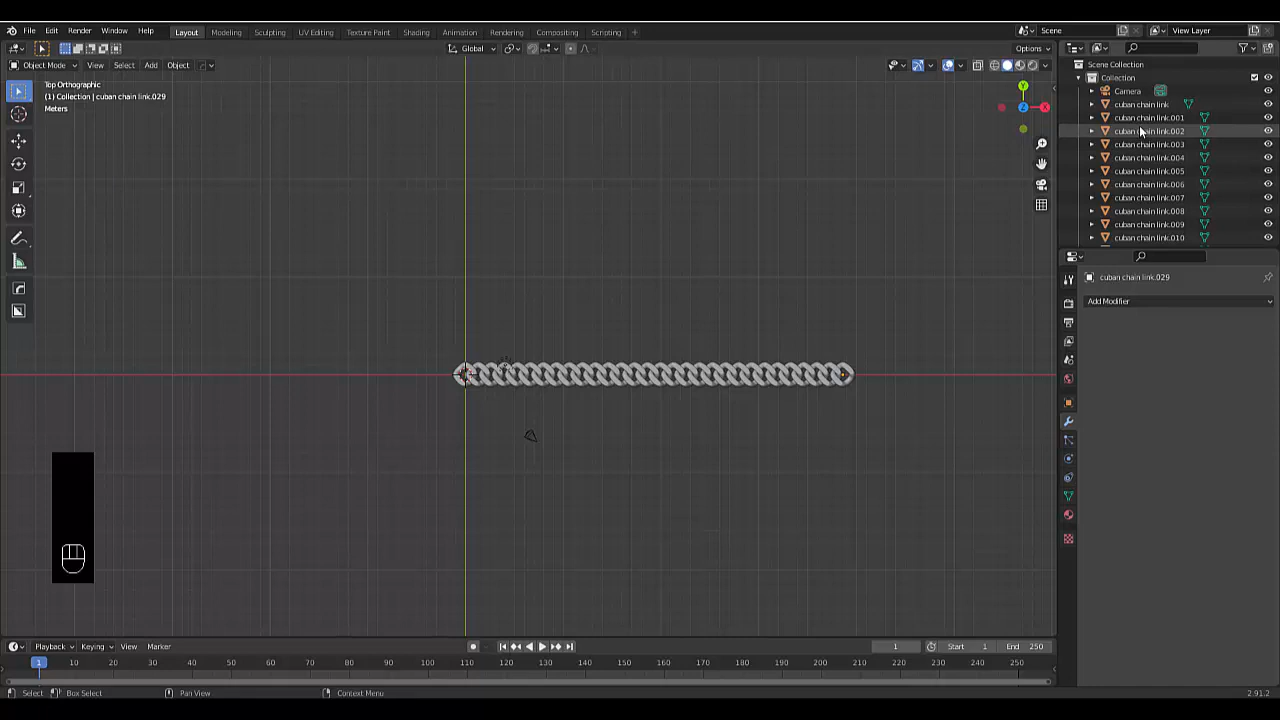 File Edit Render Window Help Layout Modeling Sculpting UV Editing Texture Paint Shading Animation Rendering Compositing Scripting + Scene View Layer
Global Options
Object Mode View Select Add Object
Top Orthographic
(1) Collection | cuban chain link.029
Meters
Y
Z X
Scene Collection
Collection
Camera
cuban chain link
cuban chain link.001
cuban chain link.002
cuban chain link.003
cuban chain link.004
cuban chain link.005
cuban chain link.006
cuban chain link.007
cuban chain link.008
cuban chain link.009
cuban chain link.010
cuban chain link.029
Add Modifier
Playback Keying View Marker 1 Start 1 End 250
1 10 20 30 40 50 60 70 80 90 100 110 120 130 140 150 160 170 180 190 200 210 220 230 240 250
Select Box Select Pan View Context Menu 2.91.2